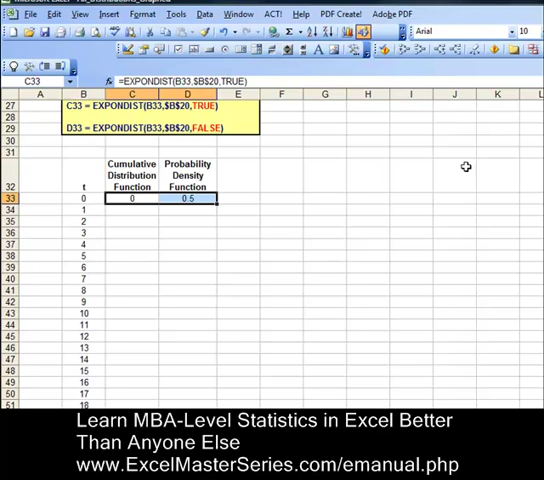 File Edit View Insert Format Tools Data Window ACT! Help PDF Create! Adobe PDF
Arial 10
C33 fx =EXPONDIST(B33,$B$20,TRUE)
A B C D E F G H I J K L
27 C33 = EXPONDIST(B33,$B$20,TRUE)
28
29 D33 = EXPONDIST(B33,$B$20,FALSE)
30
31
Cumulative Probability
Distribution Density
32 t Function Function
33 0 0 0.5
34 1
35 2
36 3
37 4
38 5
39 6
40 7
41 8
42 9
43 10
44 11
45 12
46 13
47 14
48 15
49 16
50 17
51 18
Learn MBA-Level Statistics in Excel Better
Than Anyone Else
www.ExcelMasterSeries.com/emanual.php